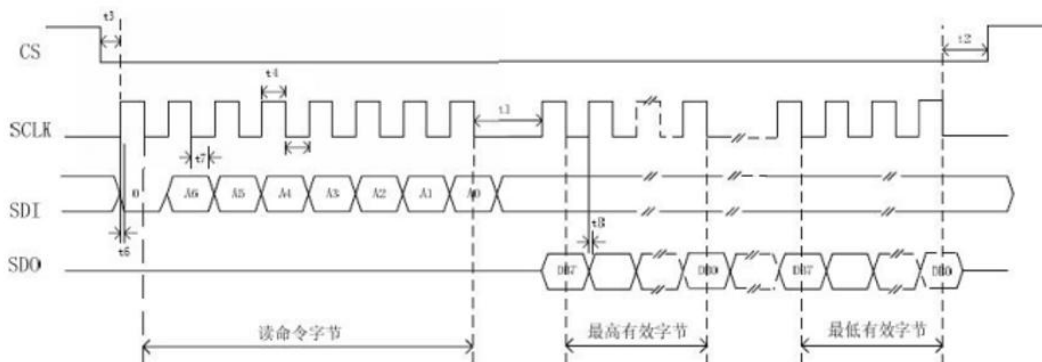 t3
t2
CS
t4
t1
SCLK
t7
0 A6 A5 A4 A3 A2 A1 A0
SDI
t6
t8
SDO
DB7 DB0 DB7 DB0
读命令字节 最高有效字节 最低有效字节